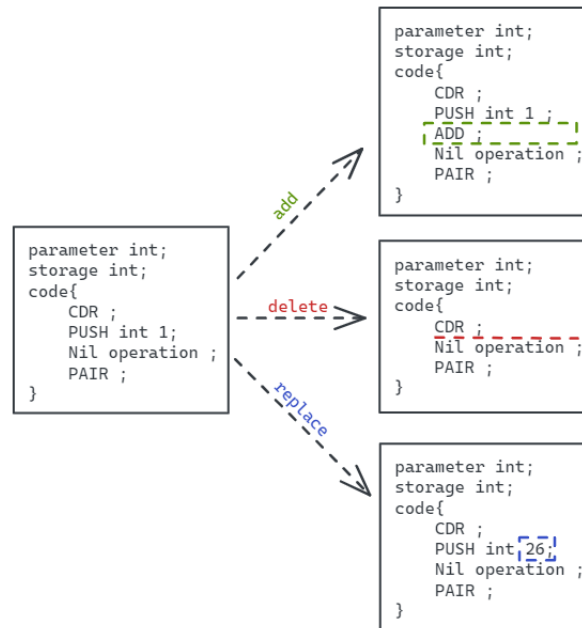 parameter int;
storage int;
code{
CDR ;
PUSH int 1;
Nil operation ;
PAIR ;
}
add
delete
replace
parameter int;
storage int;
code{
CDR ;
PUSH int 1 ;
ADD ;
Nil operation ;
PAIR ;
}
parameter int;
storage int;
code{
CDR ;
Nil operation ;
PAIR ;
}
parameter int;
storage int;
code{
CDR ;
PUSH int 26;
Nil operation ;
PAIR ;
}